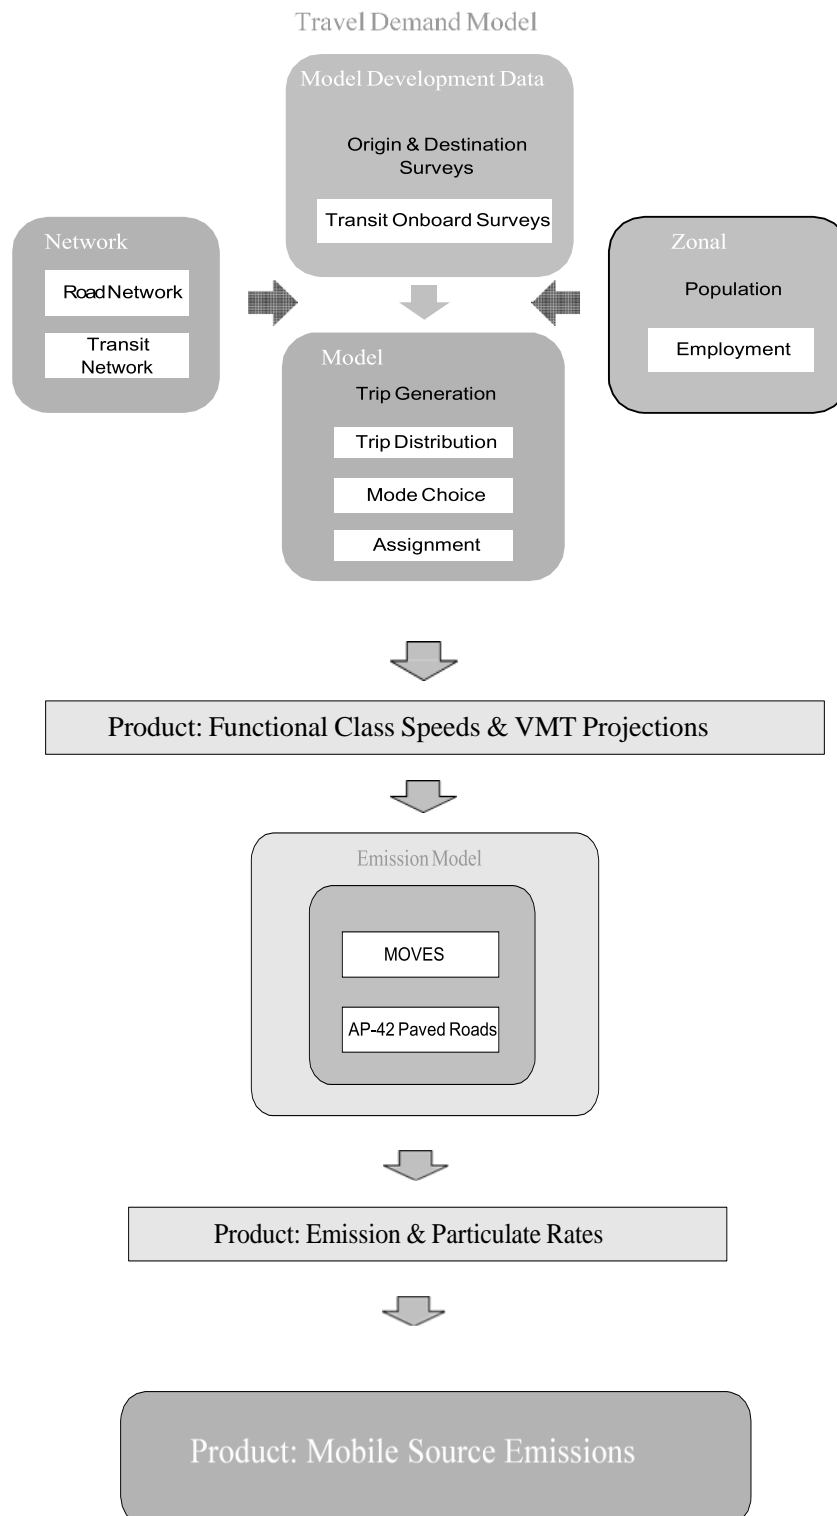 Travel Demand Model
Model Development Data
Origin & Destination
Surveys
Transit Onboard Surveys
Network
Road Network
Transit
Network
Zonal
Population
Employment
Model
Trip Generation
Trip Distribution
Mode Choice
Assignment
Product: Functional Class Speeds & VMT Projections
Emission Model
MOVES
AP-42 Paved Roads
Product: Emission & Particulate Rates
Product: Mobile Source Emissions